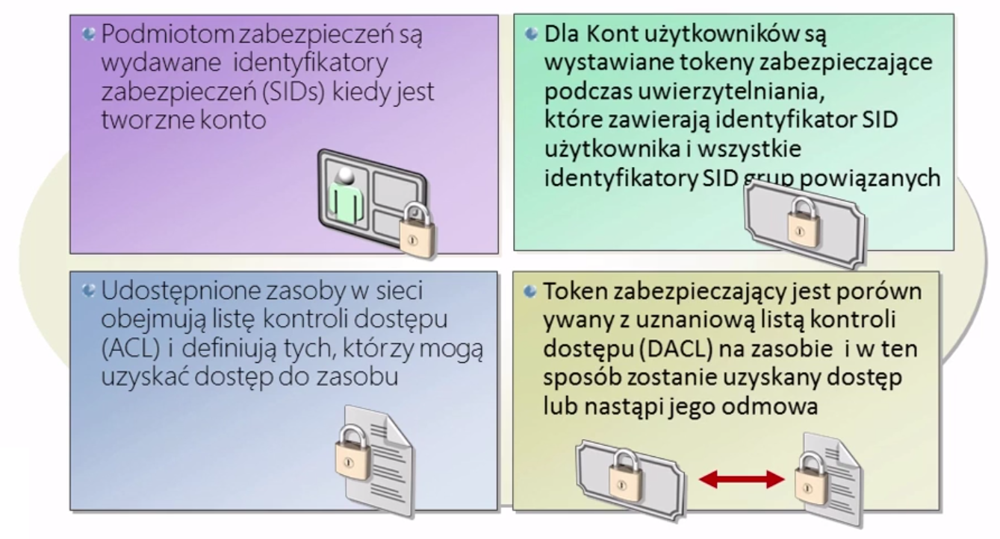 Podmiotom zabezpieczeń są
wydawane identyfikatory
zabezpieczeń (SIDs) kiedy jest
tworzne konto
Dla Kont użytkowników są
wystawiane tokeny zabezpieczające
podczas uwierzytelniania,
które zawierają identyfikator SID
użytkownika i wszystkie
identyfikatory SID grup powiązanych
Udostępnione zasoby w sieci
obejmują listę kontroli dostępu
(ACL) i definiują tych, którzy mogą
uzyskać dostęp do zasobu
Token zabezpieczający jest porówn
ywany z uznaniową listą kontroli
dostępu (DACL) na zasobie i w ten
sposób zostanie uzyskany dostęp
lub nastąpi jego odmowa